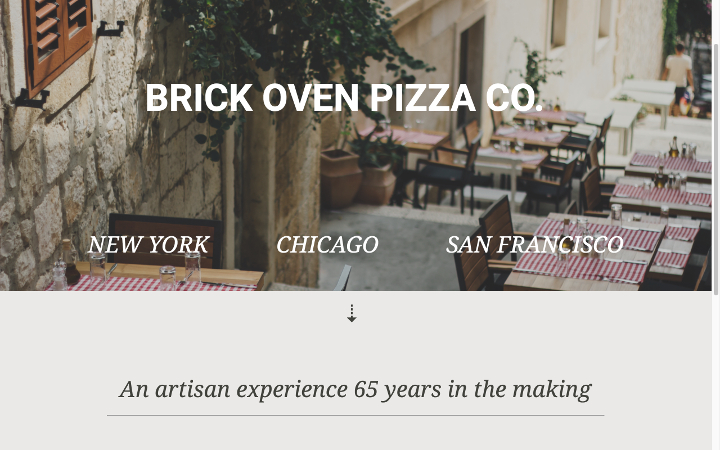 BRICK OVEN PIZZA CO.
NEW YORK CHICAGO SAN FRANCISCO
An artisan experience 65 years in the making